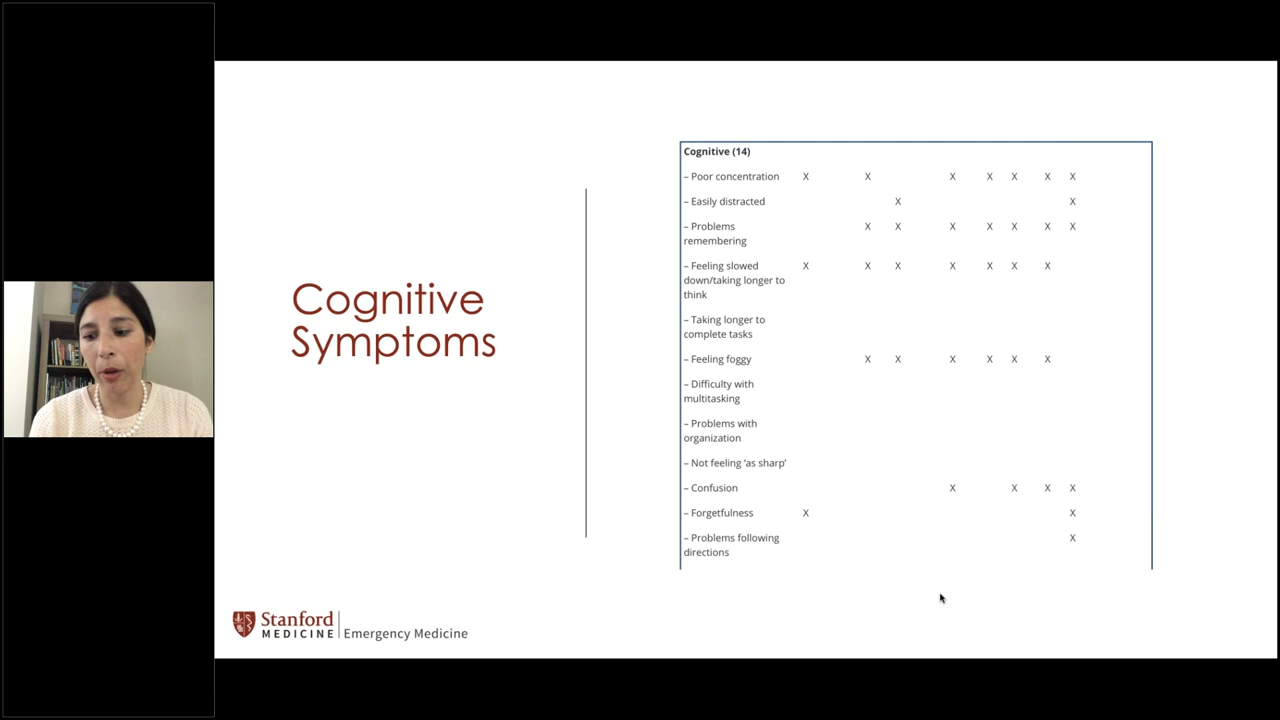 Cognitive
Symptoms
Cognitive (14)
– Poor concentration X X X X X X X
– Easily distracted X X
– Problems X X X X X X X
remembering
– Feeling slowed X X X X X X X
down/taking longer to
think
– Taking longer to
complete tasks
– Feeling foggy X X X X X X
– Difficulty with
multitasking
– Problems with
organization
– Not feeling ‘as sharp’
– Confusion X X X X
– Forgetfulness X X
– Problems following X
directions
Stanford
MEDICINE Emergency Medicine